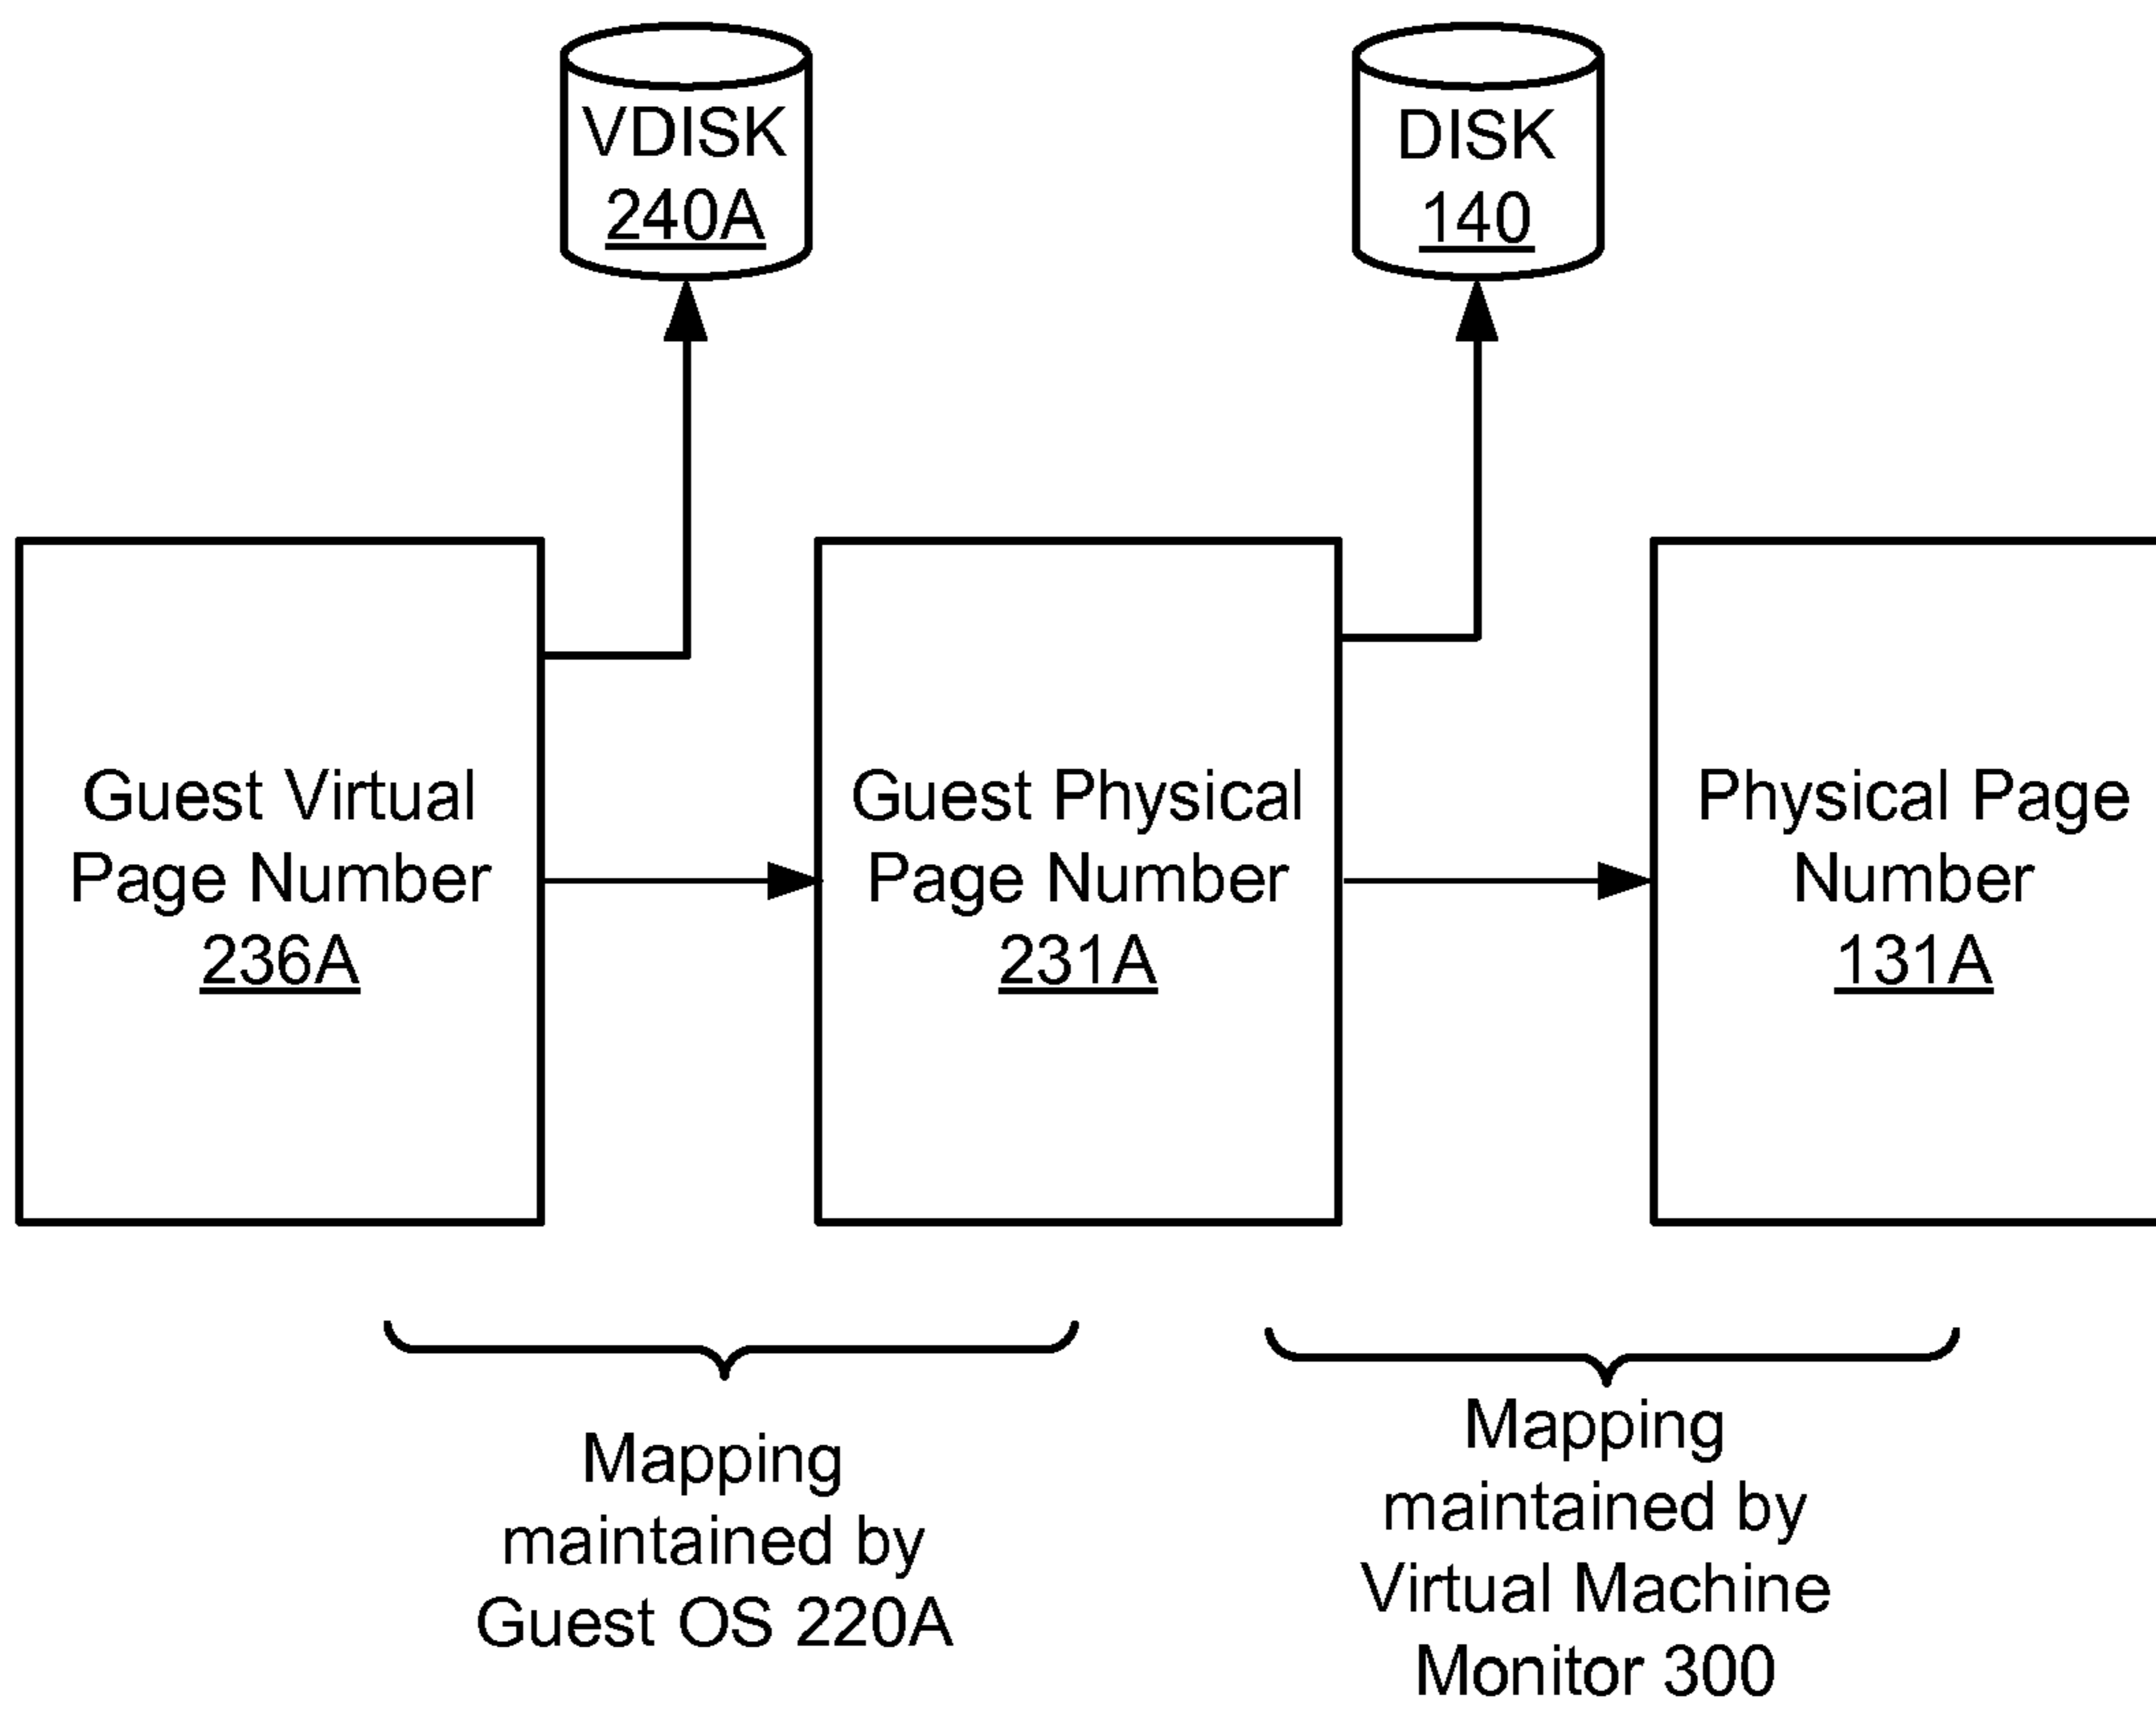 VDISK
240A
DISK
140
Guest Virtual
Page Number
236A
Guest Physical
Page Number
231A
Physical Page
Number
131A
Mapping
maintained by
Guest OS 220A
Mapping
maintained by
Virtual Machine
Monitor 300